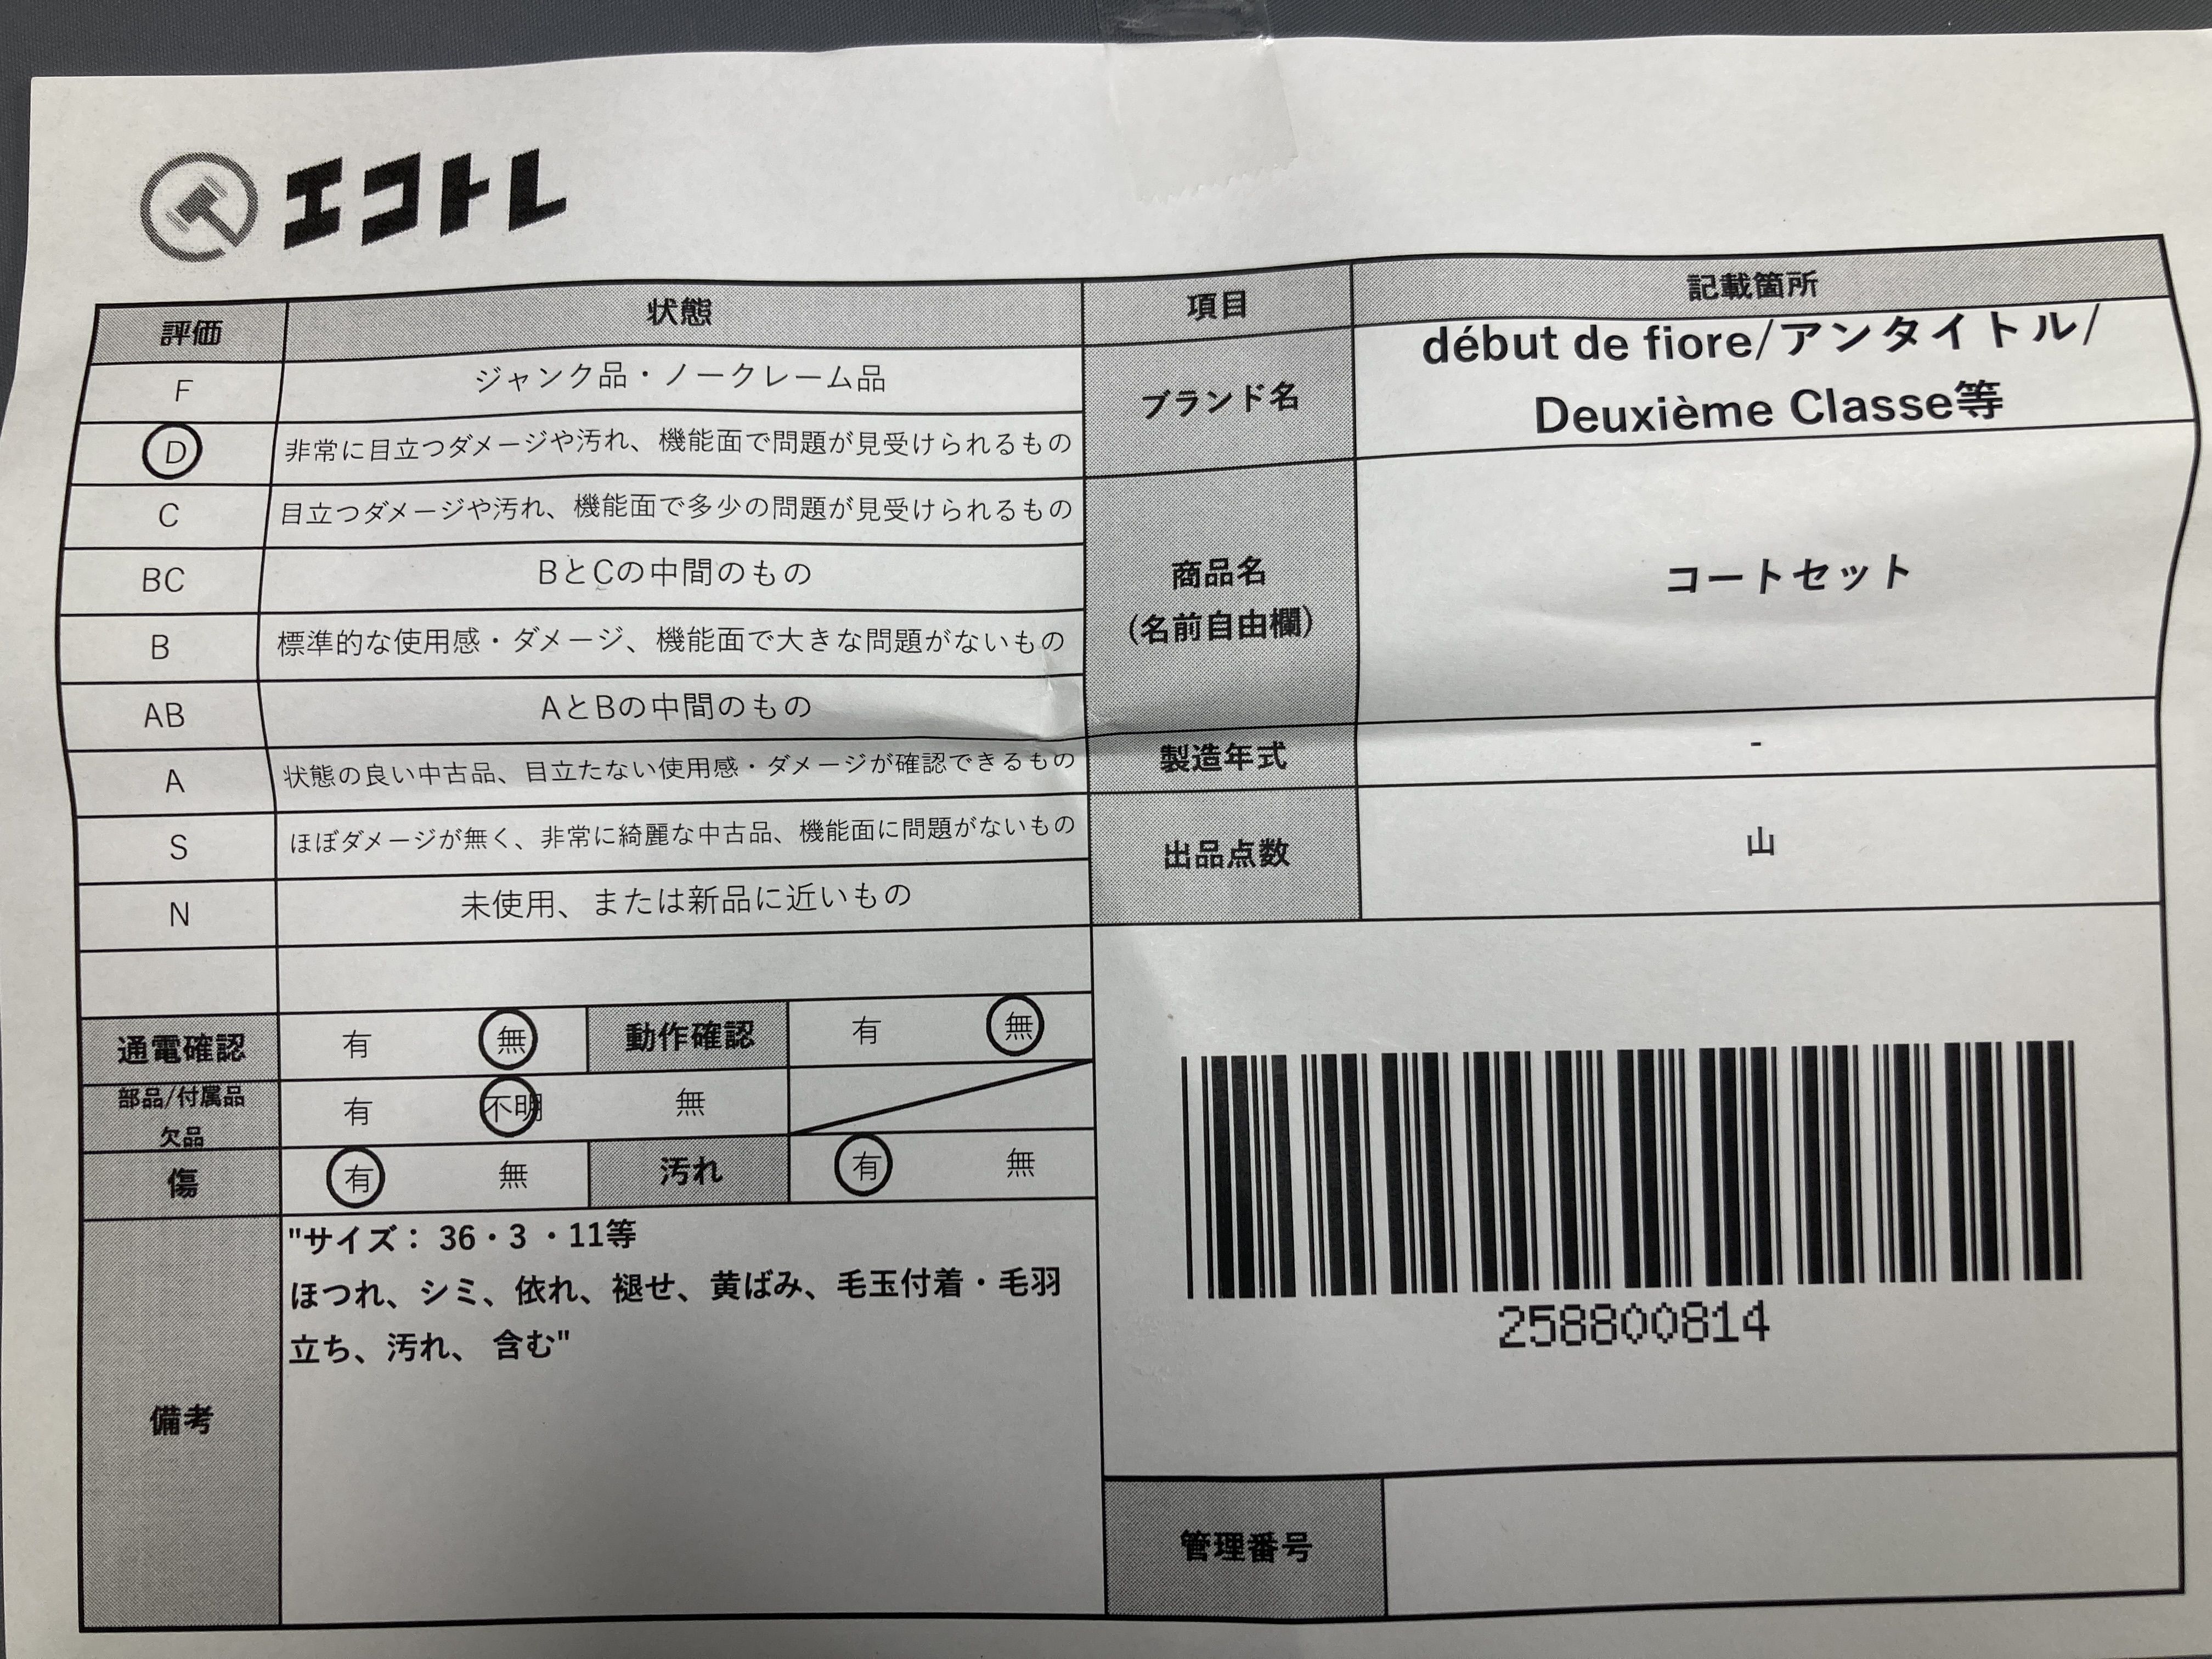 エコトレ
評価 状態
F ジャンク品・ノークレーム品
D 非常に目立つダメージや汚れ、機能面で問題が見受けられるもの
C 目立つダメージや汚れ、機能面で多少の問題が見受けられるもの
BC BとCの中間のもの
B 標準的な使用感・ダメージ、機能面で大きな問題がないもの
AB AとBの中間のもの
A 状態の良い中古品、目立たない使用感・ダメージが確認できるもの
S ほぼダメージが無く、非常に綺麗な中古品、機能面に問題がないもの
N 未使用、または新品に近いもの
通電確認 有 無 動作確認 有 無
部品/付属品
欠品 有 不明 無
傷 有 無 汚れ 有 無
備考
"サイズ： 36・3 ・11等
ほつれ、シミ、依れ、褪せ、黄ばみ、毛玉付着・毛羽
立ち、汚れ、 含む"
項目 記載箇所
ブランド名
début de fiore/アンタイトル/
Deuxième Classe等
商品名
（名前自由欄）
コートセット
製造年式 -
出品点数 山
258800814
管理番号